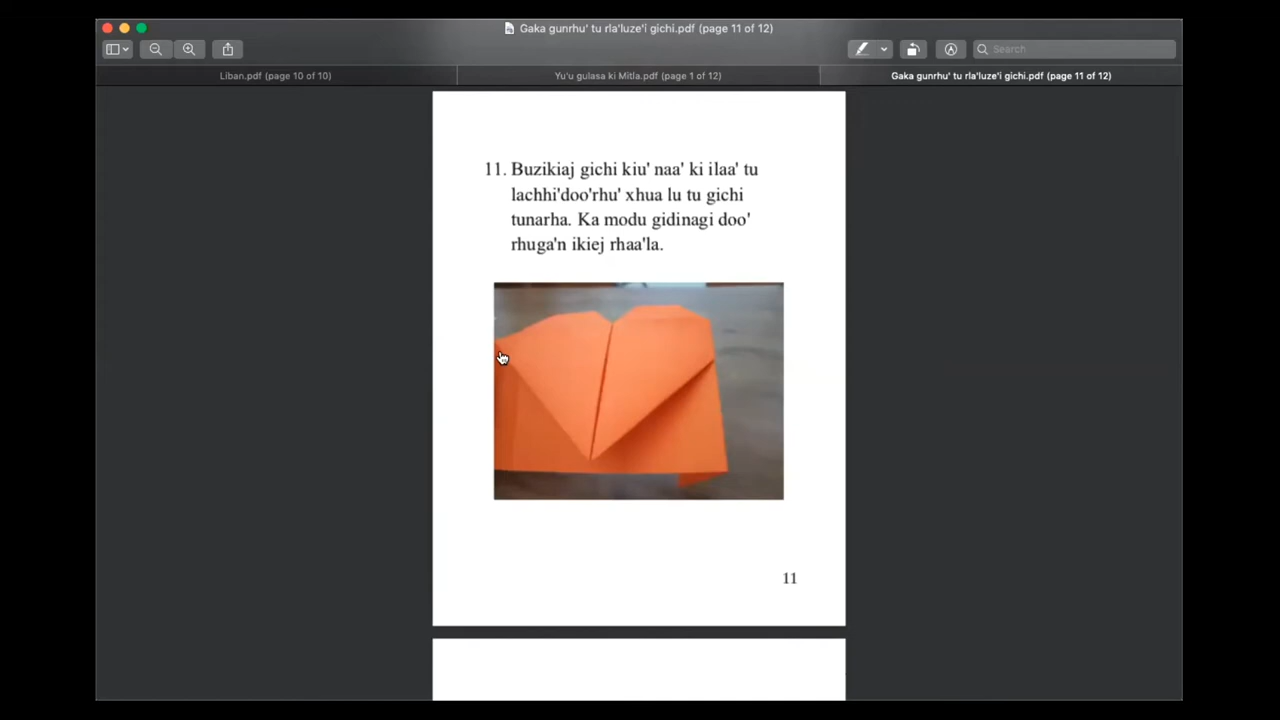 Gaka gunrhu' tu rla'luze'i gichi.pdf (page 11 of 12)
Search
Liban.pdf (page 10 of 10)
Yu'u gulasa ki Mitla.pdf (page 1 of 12)
Gaka gunrhu' tu rla'luze'i gichi.pdf (page 11 of 12)
11. Buzikiaj gichi kiu' naa' ki ilaa' tu
lachhi'doo'rhu' xhua lu tu gichi
tunarha. Ka modu gidinagi doo'
rhuga'n ikiej rhaa'la.
11